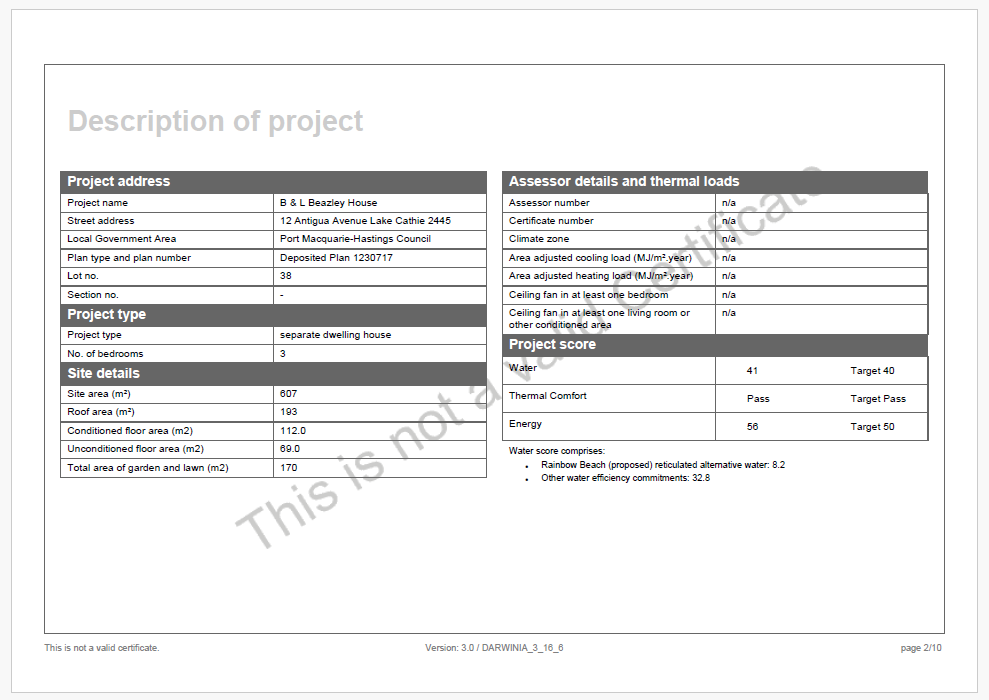 Description of project
Project address
Project name B & L Beazley House
Street address 12 Antigua Avenue Lake Cathie 2445
Local Government Area Port Macquarie-Hastings Council
Plan type and plan number Deposited Plan 1230717
Lot no. 38
Section no. -
Project type
Project type separate dwelling house
No. of bedrooms 3
Site details
Site area (m²) 607
Roof area (m²) 193
Conditioned floor area (m2) 112.0
Unconditioned floor area (m2) 69.0
Total area of garden and lawn (m2) 170
Assessor details and thermal loads
Assessor number n/a
Certificate number n/a
Climate zone n/a
Area adjusted cooling load (MJ/m².year) n/a
Area adjusted heating load (MJ/m².year) n/a
Ceiling fan in at least one bedroom n/a
Ceiling fan in at least one living room or n/a
other conditioned area
Project score
Water 41 Target 40
Thermal Comfort Pass Target Pass
Energy 56 Target 50
Water score comprises:
• Rainbow Beach (proposed) reticulated alternative water: 8.2
• Other water efficiency commitments: 32.8
This is not a valid Certificate
This is not a valid certificate. Version: 3.0 / DARWINIA_3_16_6 page 2/10